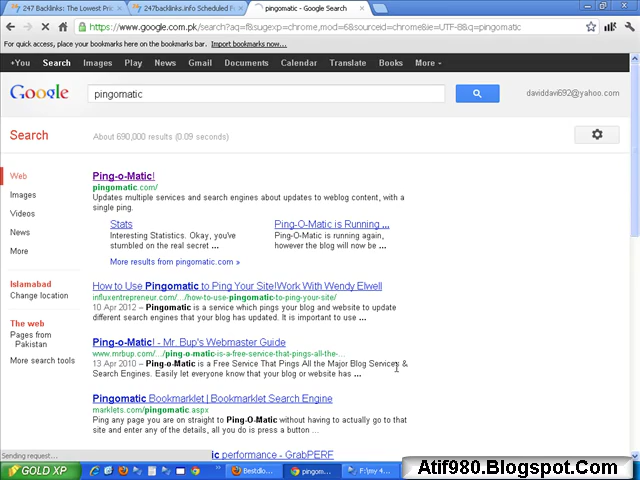 247 Backlinks: The Lowest Pric
247backlinks.info Scheduled F
pingomatic - Google Search
https://www.google.com.pk/search?aq=f&sugexp=chrome,mod=6&sourceid=chrome&ie=UTF-8&q=pingomatic
For quick access, place your bookmarks here on the bookmarks bar. Import bookmarks now...
+You Search Images Play News Gmail Documents Calendar Translate Books More
Google
pingomatic
daviddavi692@yahoo.com
Search
About 690,000 results (0.09 seconds)
Web
Images
Videos
News
More
Islamabad
Change location
The web
Pages from
Pakistan
More search tools
Ping-o-Matic!
pingomatic.com/
Updates multiple services and search engines about updates to weblog content, with a
single ping.
Stats
Interesting Statistics. Okay, you've
stumbled on the real secret ...
Ping-O-Matic is Running ...
Ping-O-Matic is running again,
however the blog will now be ...
More results from pingomatic.com »
How to Use Pingomatic to Ping Your Site!Work With Wendy Elwell
influxentrepreneur.com/.../how-to-use-pingomatic-to-ping-your-site/
10 Apr 2012 – Pingomatic is a service which pings your blog and website to update
different search engines that your blog has updated. It is important to use ...
Ping-o-Matic! - Mr. Bup's Webmaster Guide
www.mrbup.com/.../ping-o-matic-is-a-free-service-that-pings-all-the-...
13 Apr 2010 – Ping-o-Matic is a Free Service That Pings All the Major Blog Services &
Search Engines. Easily let everyone know that your blog or website has ...
Pingomatic Bookmarklet | Bookmarklet Search Engine
marklets.com/pingomatic.aspx
Ping any page you are on straight to Ping-O-Matic without having to actually go to that
site and enter any of the details, all you do is press a button ...
ic performance - GrabPERF
Sending request...
GOLD XP
Bestdlo
pingom
F:\my 4
Atif980.Blogspot.Com